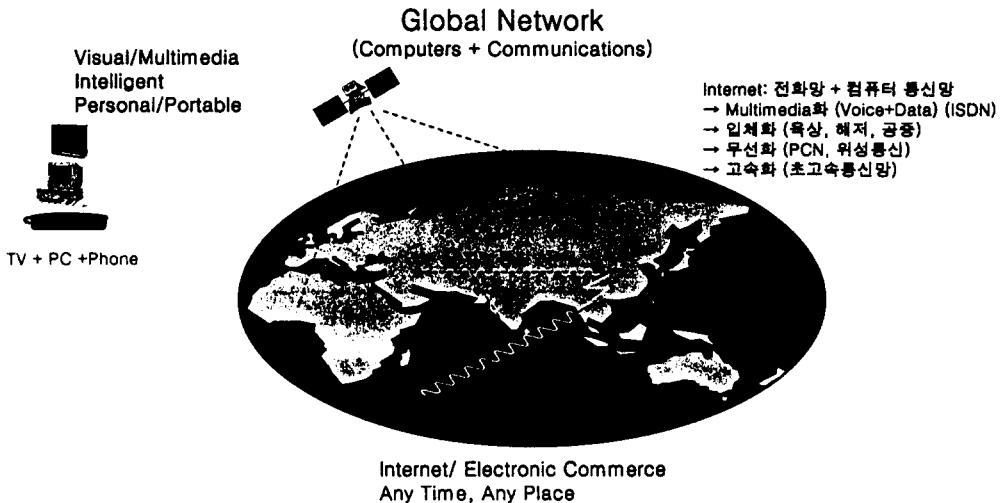 Global Network
(Computers + Communications)
Visual/Multimedia
Intelligent
Personal/Portable
TV + PC +Phone
Internet: 전화망 + 컴퓨터 통신망
→ Multimedia화 (Voice+Data) (ISDN)
→ 입체화 (육상, 해저, 공중)
→ 무선화 (PCN, 위성통신)
→ 고속화 (초고속통신망)
Internet/ Electronic Commerce
Any Time, Any Place